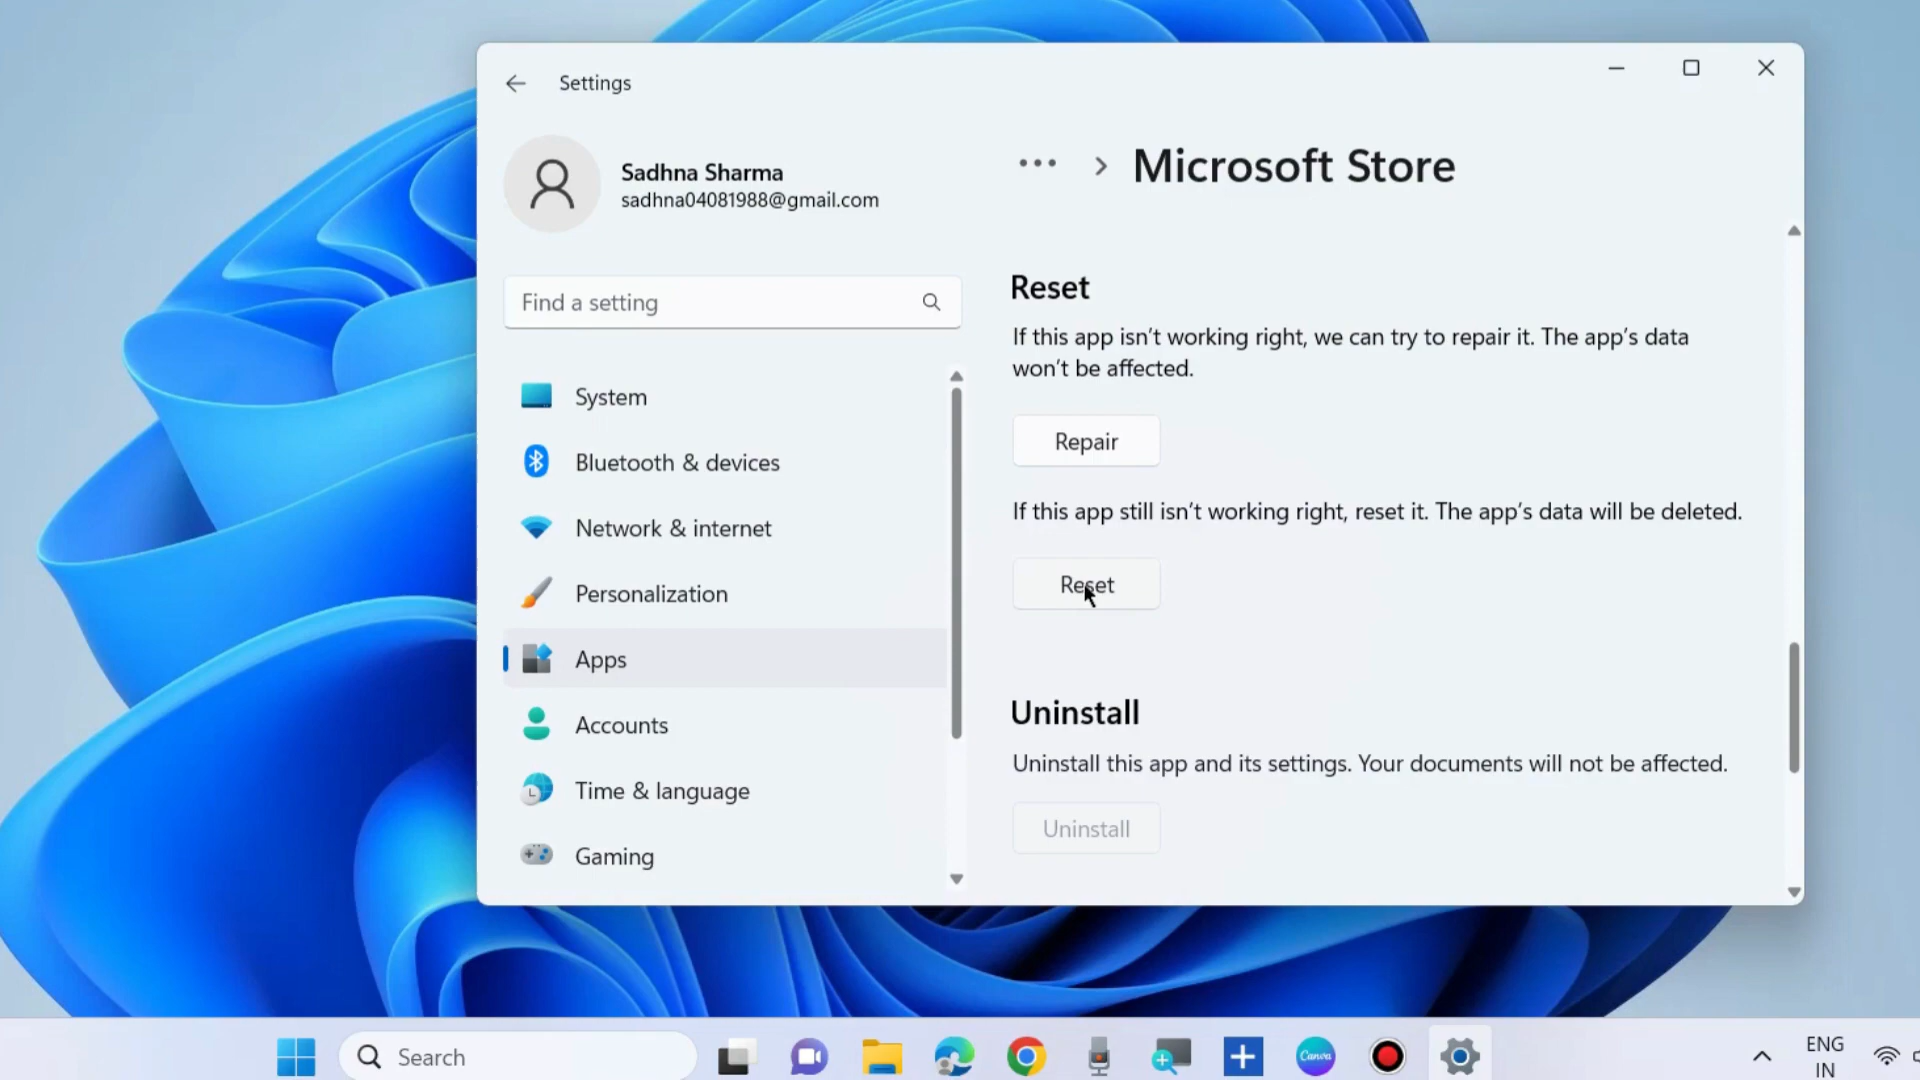 Settings
Sadhna Sharma
sadhna04081988@gmail.com
Find a setting
System
Bluetooth & devices
Network & internet
Personalization
Apps
Accounts
Time & language
Gaming
... > Microsoft Store
Reset
If this app isn’t working right, we can try to repair it. The app’s data
won’t be affected.
Repair
If this app still isn’t working right, reset it. The app’s data will be deleted.
Reset
Uninstall
Uninstall this app and its settings. Your documents will not be affected.
Uninstall
Search
Canva
ENG
IN